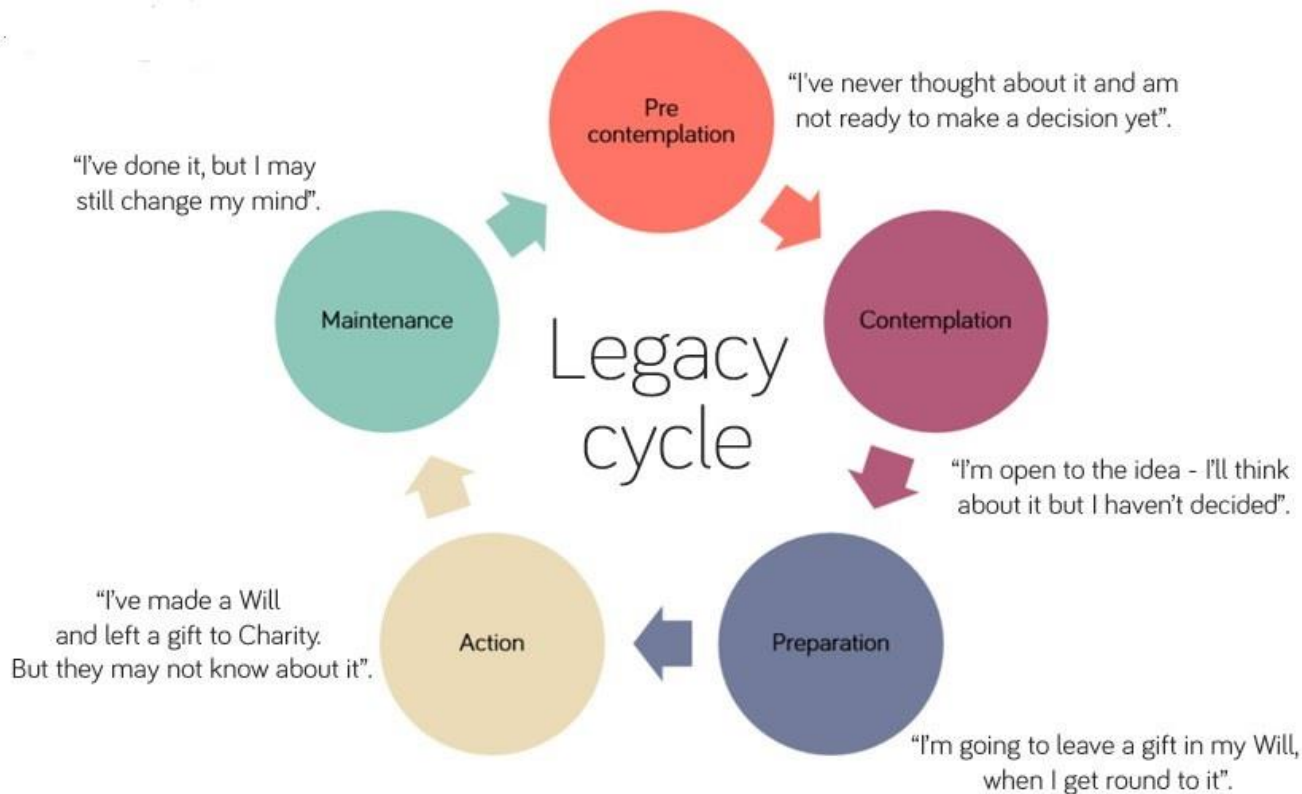 Pre
contemplation
“I've never thought about it and am
not ready to make a decision yet”.
“I’ve done it, but I may
still change my mind”.
Maintenance
Contemplation
Legacy
cycle
“I’m open to the idea - I’ll think
about it but I haven’t decided”.
“I’ve made a Will
and left a gift to Charity.
But they may not know about it”.
Action
Preparation
“I’m going to leave a gift in my Will,
when I get round to it”.